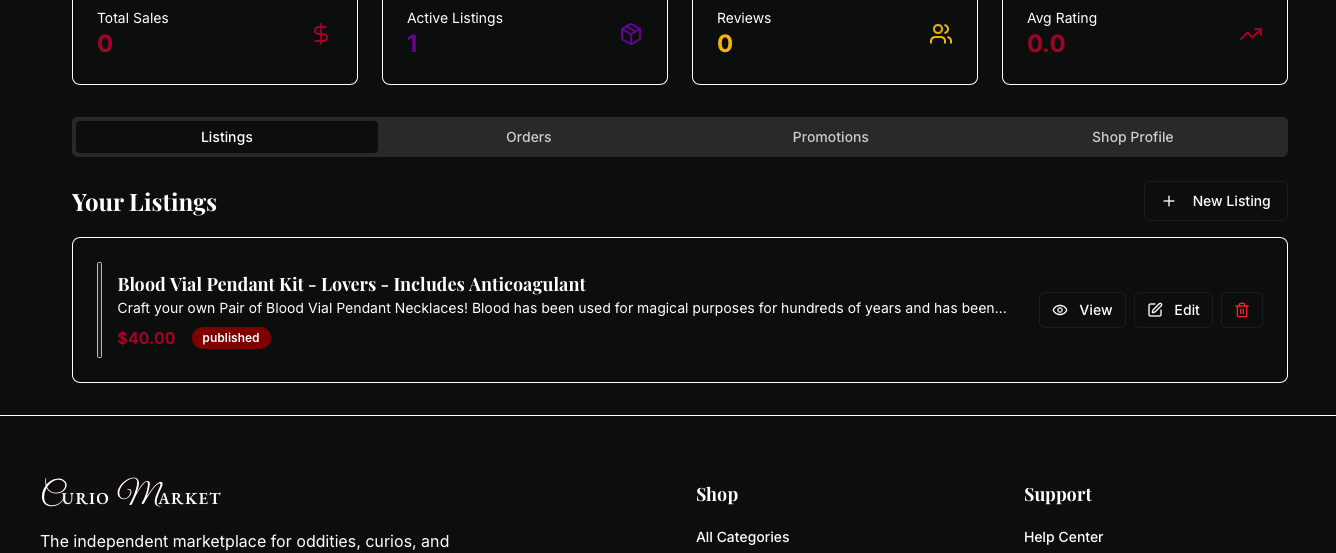 Total Sales
0
Active Listings
1
Reviews
0
Avg Rating
0.0
Listings
Orders
Promotions
Shop Profile
Your Listings
New Listing
Blood Vial Pendant Kit - Lovers - Includes Anticoagulant
Craft your own Pair of Blood Vial Pendant Necklaces! Blood has been used for magical purposes for hundreds of years and has been...
$40.00
published
View
Edit
Curio Market
The independent marketplace for oddities, curios, and
Shop
All Categories
Support
Help Center